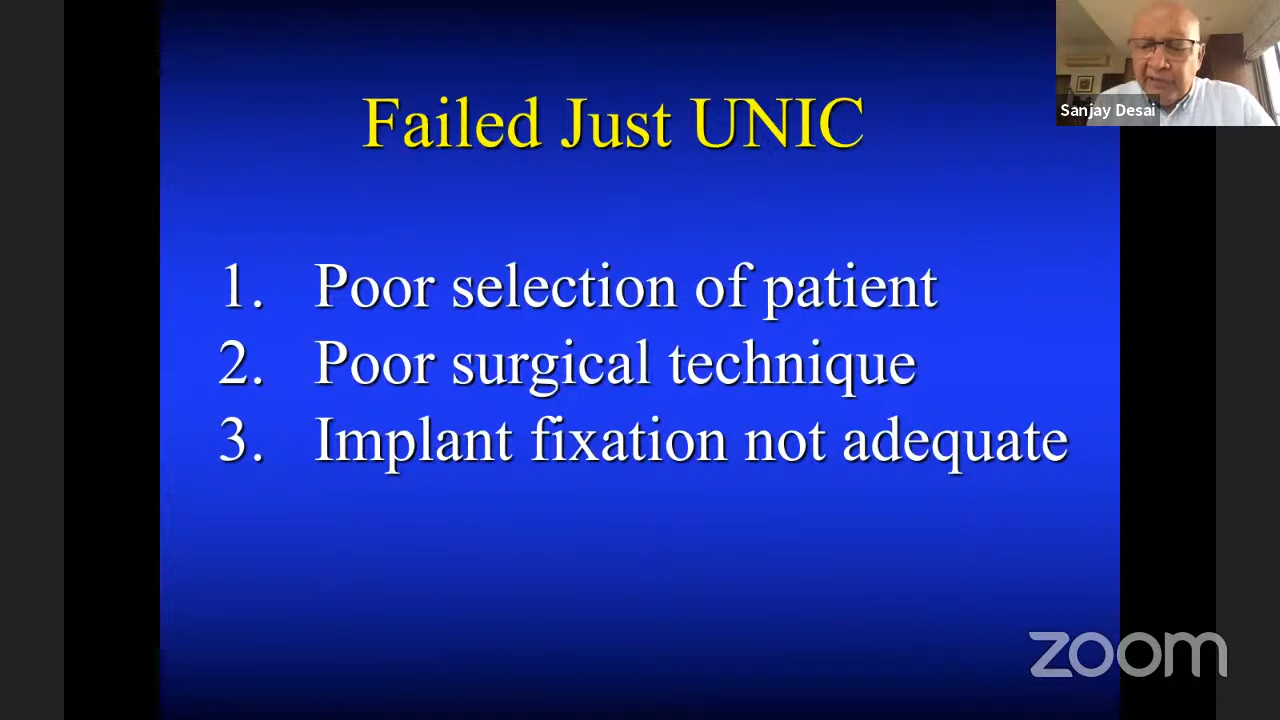 Failed Just UNIC
Sanjay Desai
1. Poor selection of patient
2. Poor surgical technique
3. Implant fixation not adequate
zoom